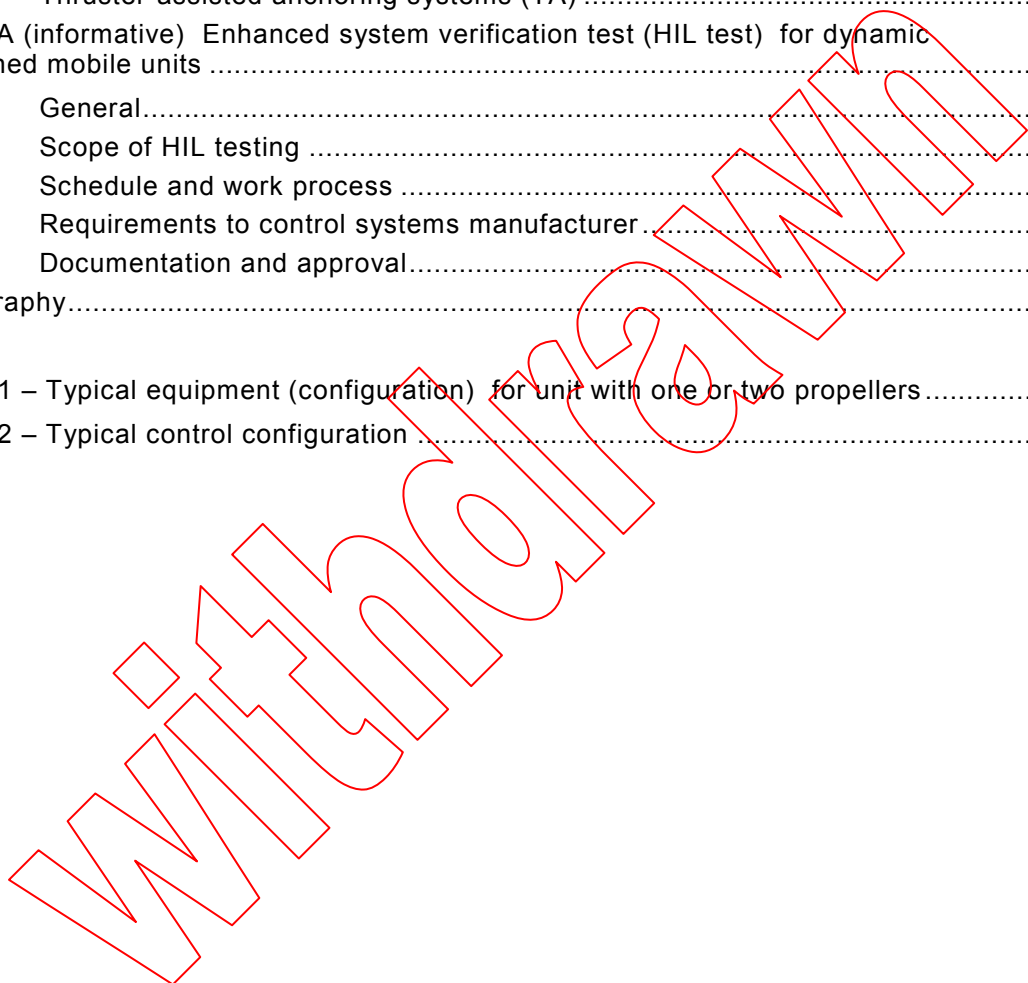 Thruster-assisted anchoring systems (TA) ................................................
A (informative) Enhanced system verification test (HIL test) for dynamic
ned mobile units ................................................................................
General................................................................................
Scope of HIL testing ................................................................................
Schedule and work process ................................................................................
Requirements to control systems manufacturer................................................
Documentation and approval................................................................................
raphy................................................................................
1 – Typical equipment (configuration) for unit with one or two propellers.............
2 – Typical control configuration ................................................................
withdrawn